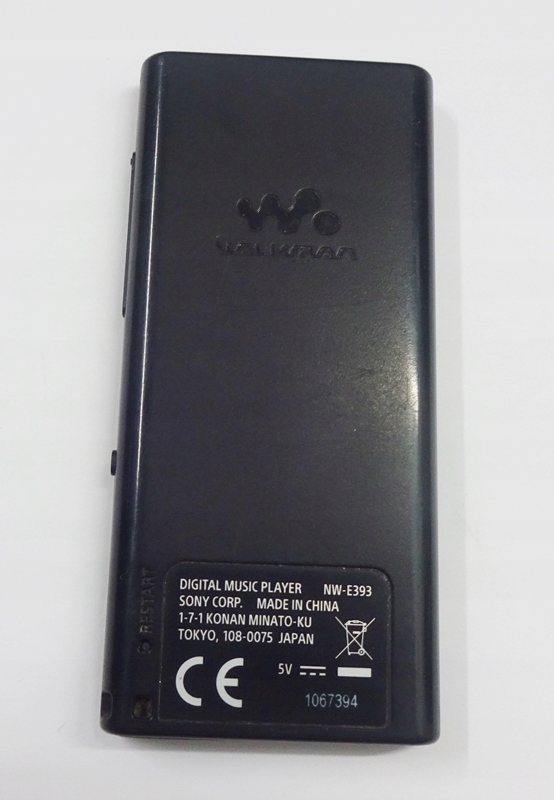 WALKMAN
RESTART
DIGITAL MUSIC PLAYER NW-E393
SONY CORP. MADE IN CHINA
1-7-1 KONAN MINATO-KU
TOKYO, 108-0075 JAPAN
CE 5V
1067394